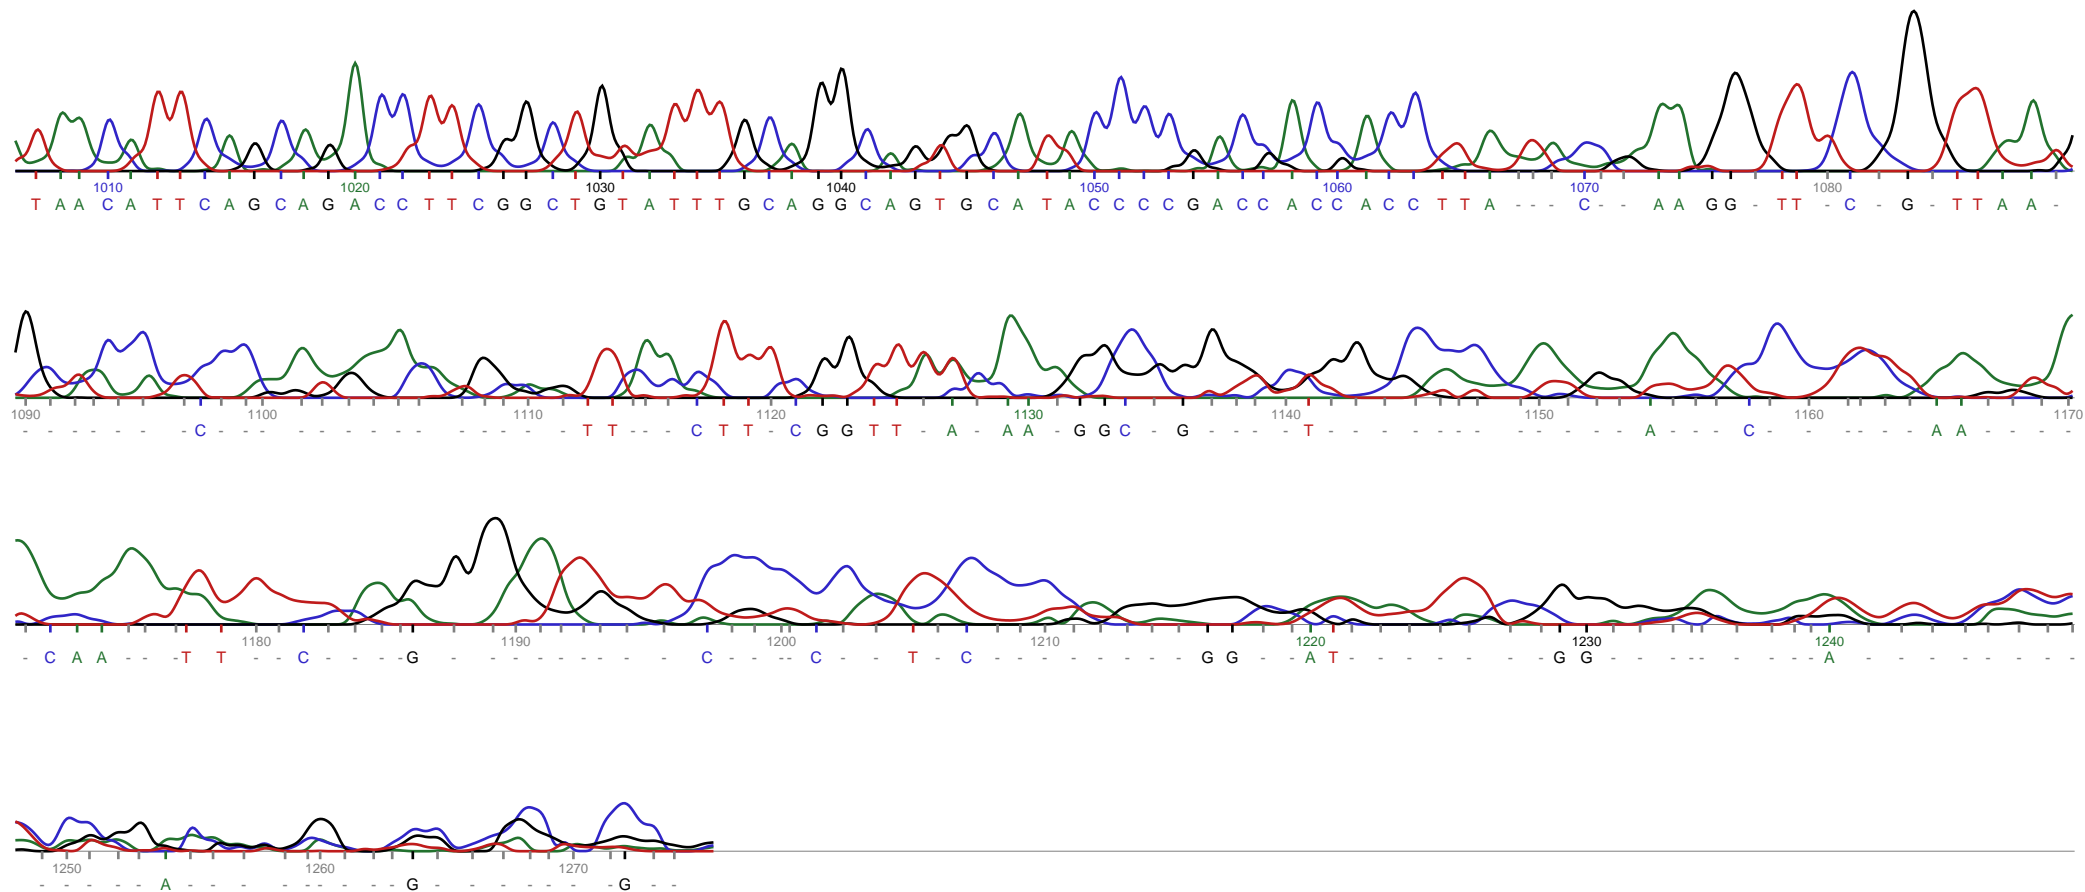 1010 1020 1030 1040 1050 1060 1070 1080
T A A C A T T C A G C A G A C C T T C G G C T G T A T T T G C A G G C A G T G C A T A C C C C G A C C A C C A C C T T A - - - C - - A A G G - T T - C - G - T T A A -
1090 1100 1110 1120 1130 1140 1150 1160 1170
- - - - - - - C - - - - - - - - - - - - - - T T - - - C T T - C G G T T - A - A A - G G C - G - - - - T - - - - - - - - - - - - A - - - C - - - - - - A A - - - - -
1180 1190 1200 1210 1220 1230 1240
- C A A - - - T T - - C - - - - G - - - - - - - - - C - - - - C - - T - C - - - - - - - - - G G - - A T - - - - - - - - G G - - - - - - - - - - A - - - - - - - - -
1250 1260 1270
- - - - - A - - - - - - - - - - G - - - - - - - G - -